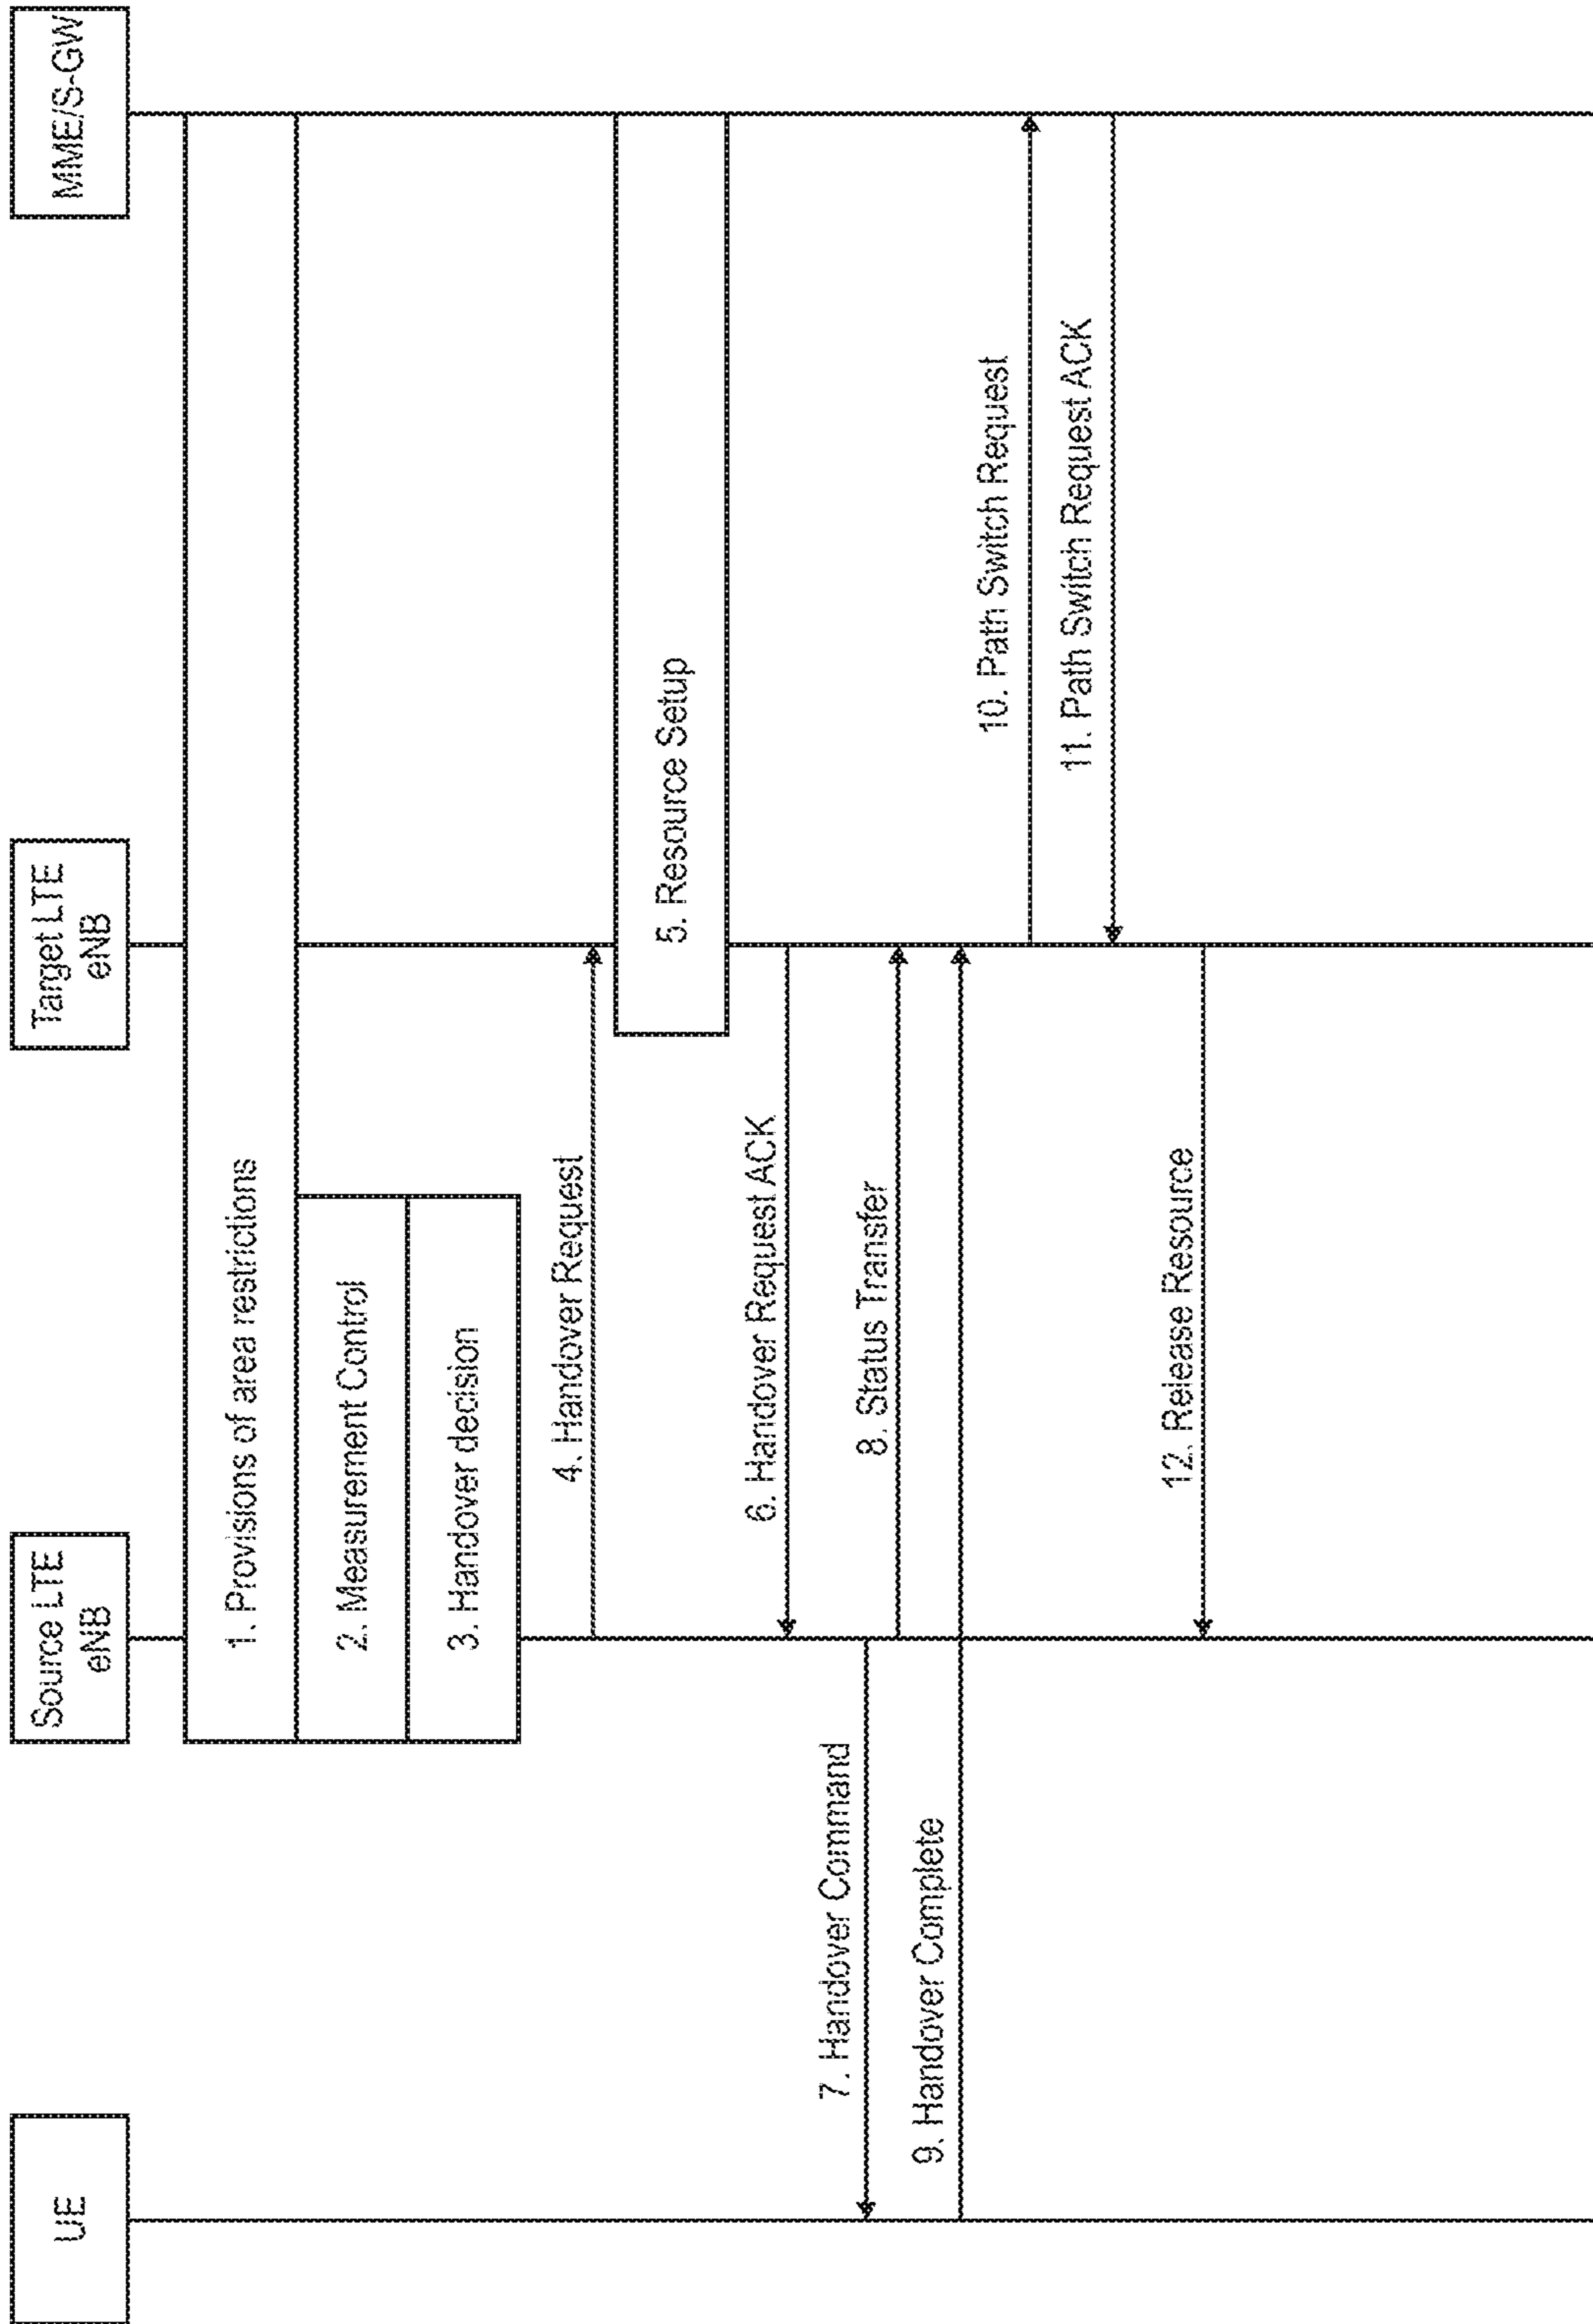 UE
Source LTE
eNB
Target LTE
eNB
MME/S-GW
1. Provisions of area restrictions
2. Measurement Control
3. Handover decision
4. Handover Request
5. Resource Setup
6. Handover Request ACK
7. Handover Command
8. Status Transfer
9. Handover Complete
10. Path Switch Request
11. Path Switch Request ACK
12. Release Resource